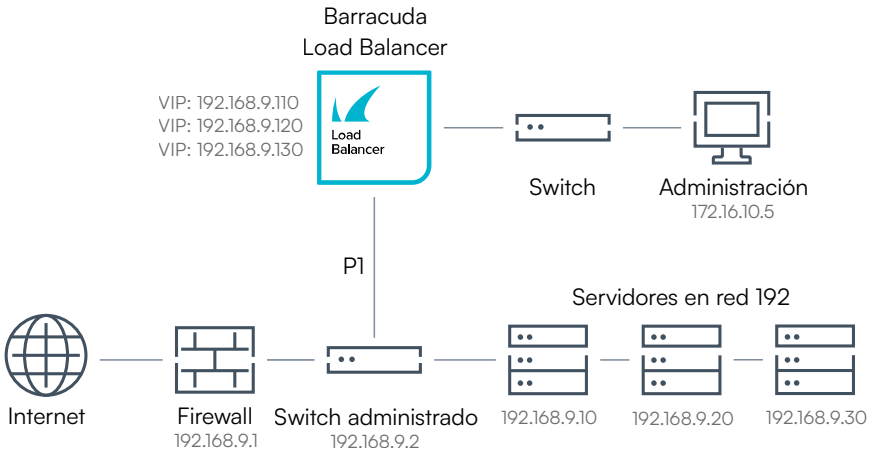 Barracuda
Load Balancer
VIP: 192.168.9.110
VIP: 192.168.9.120
VIP: 192.168.9.130
Load
Balancer
Switch
Administración
172.16.10.5
P1
Servidores en red 192
Internet
Firewall
192.168.9.1
Switch administrado
192.168.9.2
192.168.9.10
192.168.9.20
192.168.9.30